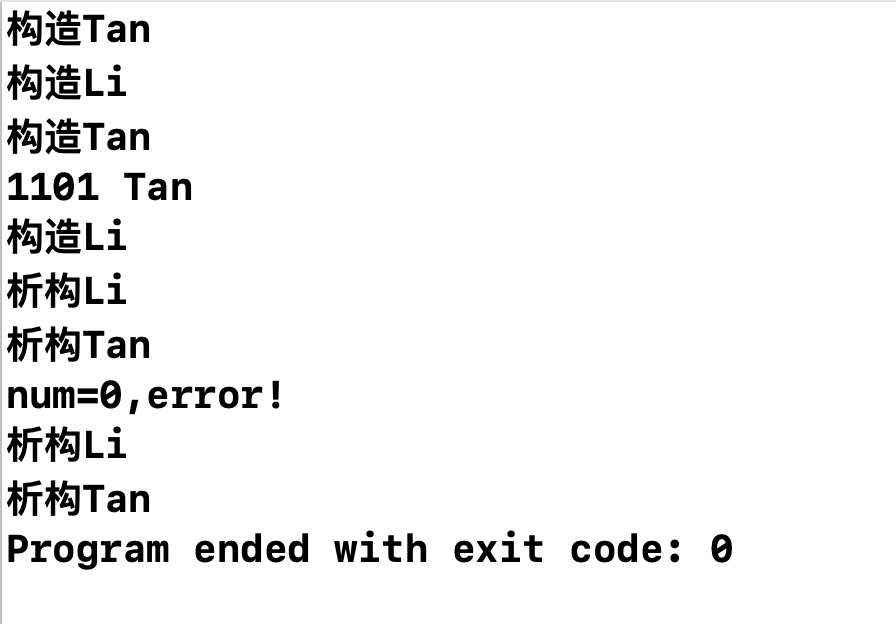 构造Tan
构造Li
构造Tan
1101 Tan
构造Li
析构Li
析构Tan
num=0,error!
析构Li
析构Tan
Program ended with exit code: 0